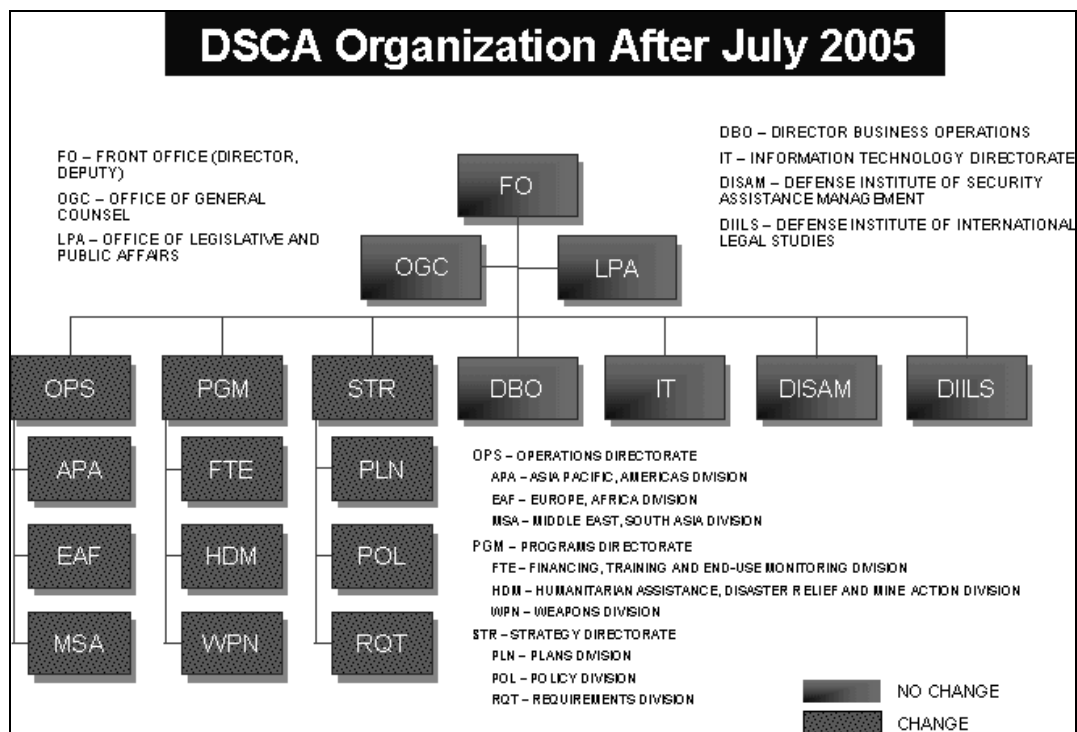 DSCA Organization After July 2005
FO – FRONT OFFICE (DIRECTOR,
DEPUTY)
OGC – OFFICE OF GENERAL
COUNSEL
LPA – OFFICE OF LEGISLATIVE AND
PUBLIC AFFAIRS
DBO – DIRECTOR BUSINESS OPERATIONS
IT – INFORMATION TECHNOLOGY DIRECTORATE
DISAM – DEFENSE INSTITUTE OF SECURITY
ASSISTANCE MANAGEMENT
DIILS – DEFENSE INSTITUTE OF INTERNATIONAL
LEGAL STUDIES
FO
OGC
LPA
OPS
PGM
STR
DBO
IT
DISAM
DIILS
APA
FTE
PLN
EAF
HDM
POL
MSA
WPN
RQT
OPS – OPERATIONS DIRECTORATE
APA – ASIA PACIFIC, AMERICAS DIVISION
EAF – EUROPE, AFRICA DIVISION
MSA – MIDDLE EAST, SOUTH ASIA DIVISION
PGM – PROGRAMS DIRECTORATE
FTE – FINANCING, TRAINING AND END-USE MONITORING DIVISION
HDM – HUMANITARIAN ASSISTANCE, DISASTER RELIEF AND MINE ACTION DIVISION
WPN – WEAPONS DIVISION
STR – STRATEGY DIRECTORATE
PLN – PLANS DIVISION
POL – POLICY DIVISION
RQT – REQUIREMENTS DIVISION
NO CHANGE
CHANGE